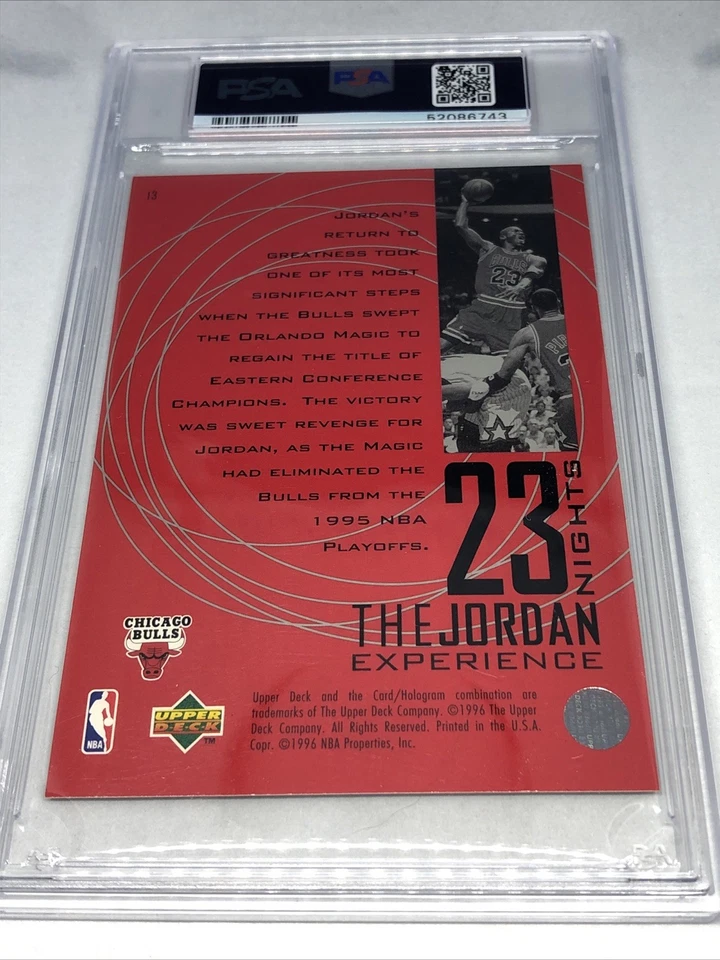 PSA
PSA
52086743
13
JORDAN'S
RETURN TO
GREATNESS TOOK
ONE OF ITS MOST
SIGNIFICANT STEPS
WHEN THE BULLS SWEPT
THE ORLANDO MAGIC TO
REGAIN THE TITLE OF
EASTERN CONFERENCE
CHAMPIONS. THE VICTORY
WAS SWEET REVENGE FOR
JORDAN, AS THE MAGIC
HAD ELIMINATED THE
BULLS FROM THE
1995 NBA
PLAYOFFS.
BULLS
23
23
NIGHTS
THE JORDAN
EXPERIENCE
CHICAGO
BULLS
NBA
UPPER
DECK
TM
Upper Deck and the Card/Hologram combination are
trademarks of The Upper Deck Company. ©1996 The Upper
Deck Company. All Rights Reserved. Printed in the U.S.A.
Copr. ©1996 NBA Properties, Inc.